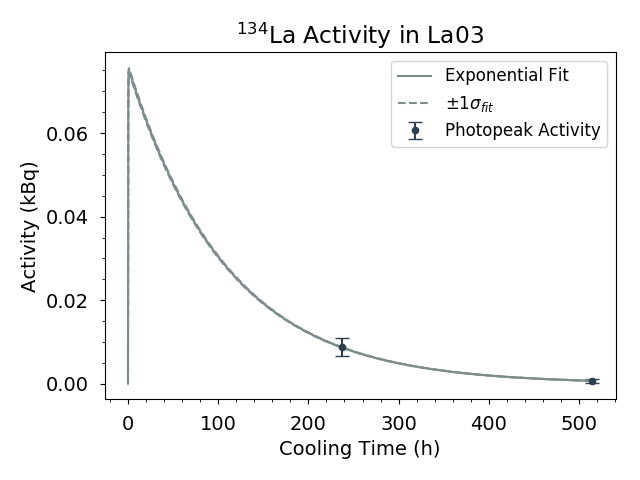 ¹³⁴La Activity in La03
Exponential Fit
±1σ_fit
Photopeak Activity
Activity (kBq)
0.06
0.04
0.02
0.00
0 100 200 300 400 500
Cooling Time (h)